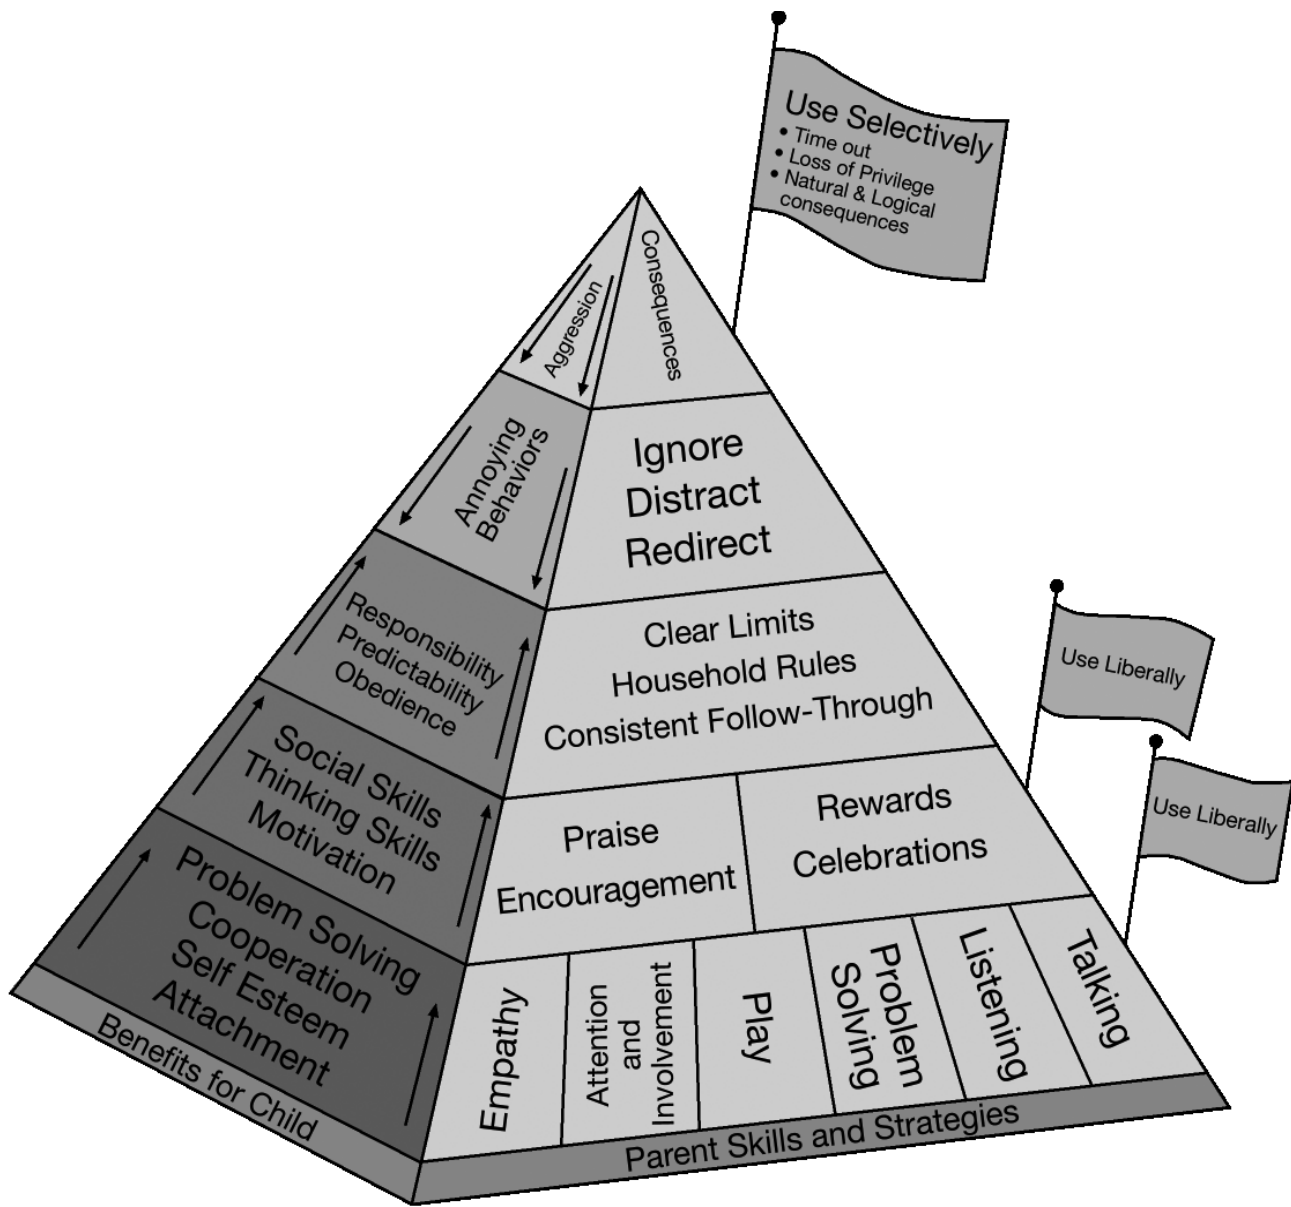 Use Selectively
• Time out
• Loss of Privilege
• Natural & Logical
consequences
Aggression
Consequences
Annoying
Behaviors
Ignore
Distract
Redirect
Responsibility
Predictability
Obedience
Clear Limits
Household Rules
Consistent Follow-Through
Use Liberally
Social Skills
Thinking Skills
Motivation
Praise
Encouragement
Rewards
Celebrations
Use Liberally
Problem Solving
Cooperation
Self Esteem
Attachment
Empathy
Attention
and
Involvement
Play
Problem
Solving
Listening
Talking
Benefits for Child
Parent Skills and Strategies